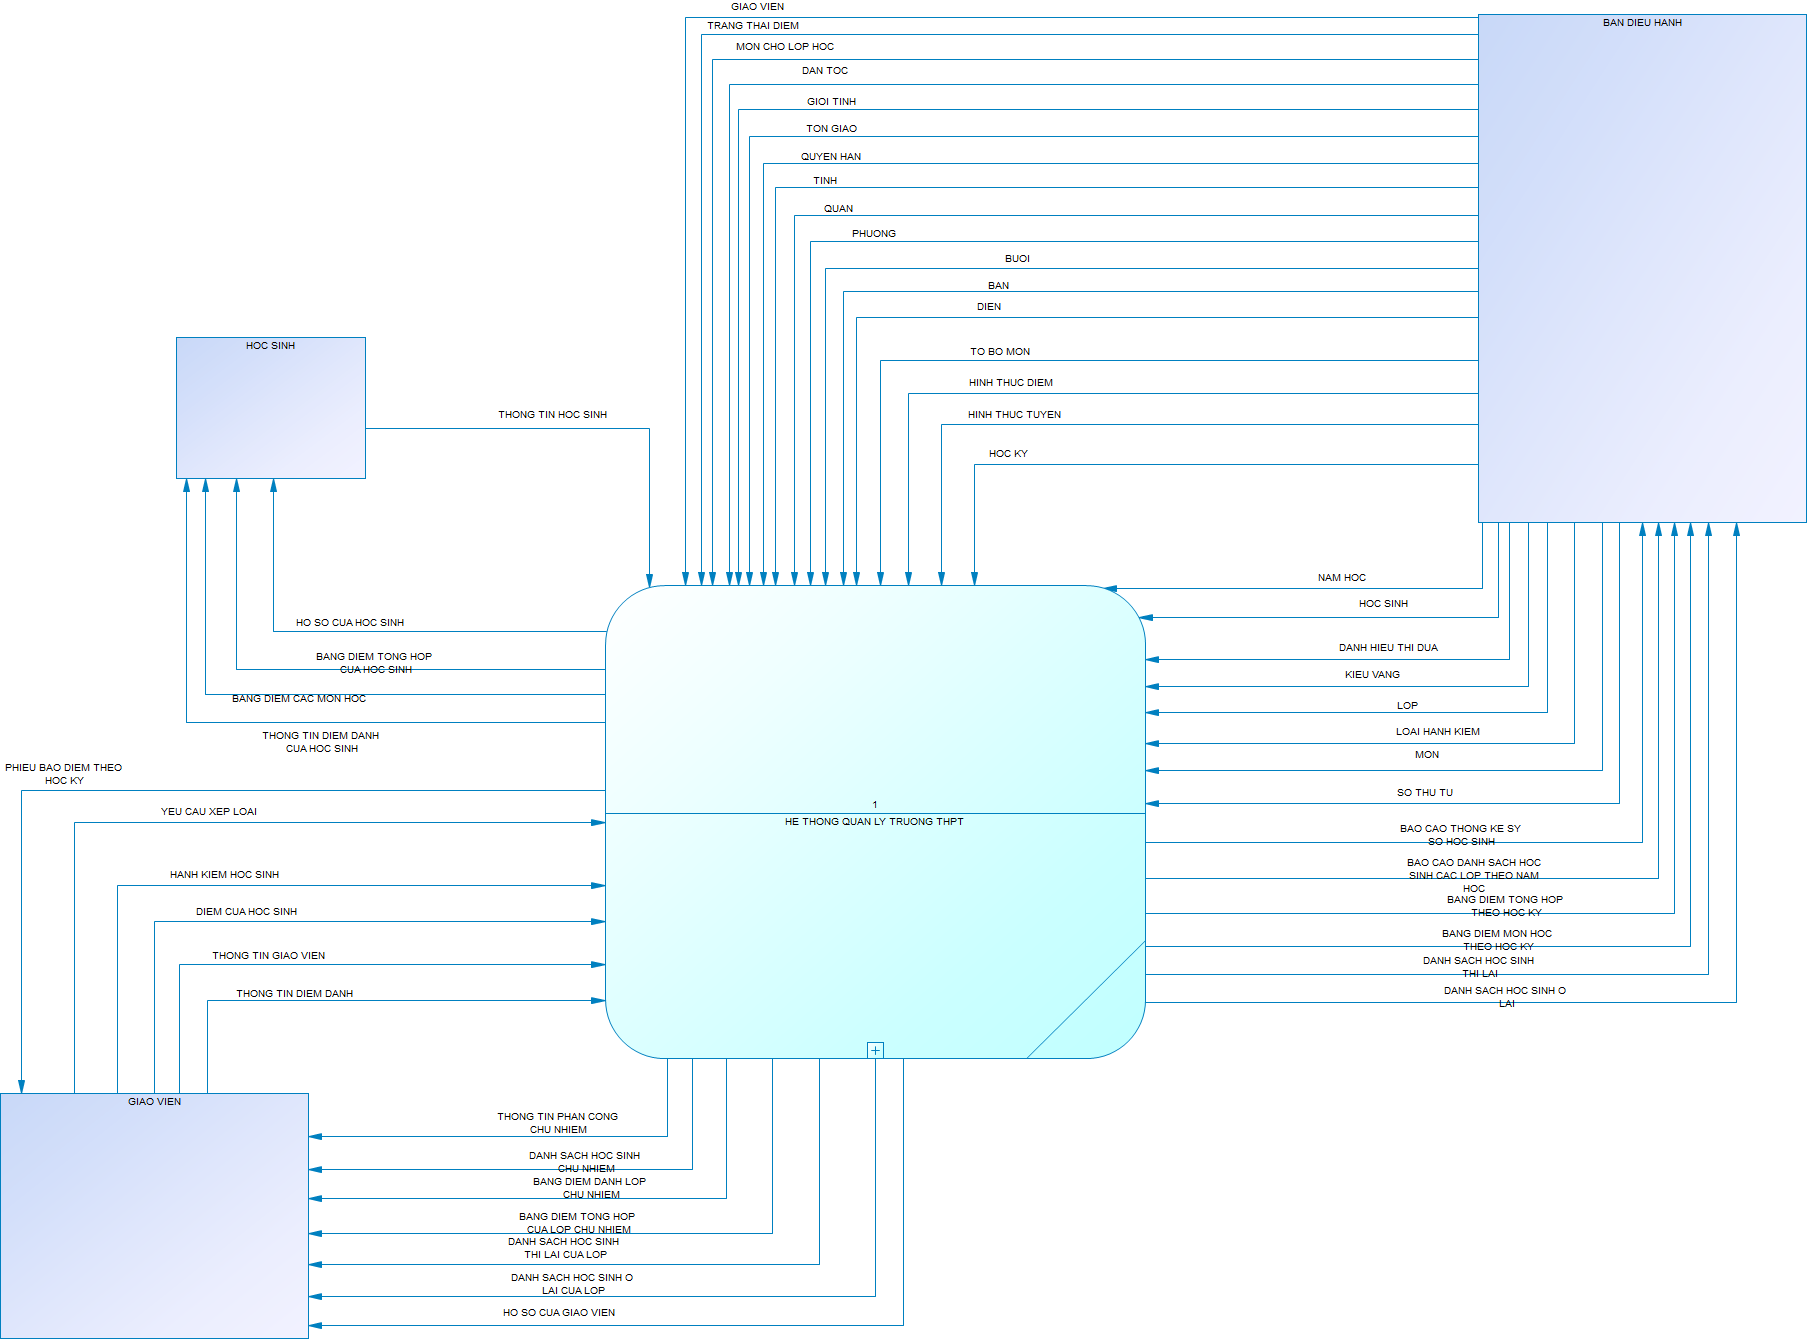 GIAO VIEN
BAN DIEU HANH
TRANG THAI DIEM
MON CHO LOP HOC
DAN TOC
GIOI TINH
TON GIAO
QUYEN HAN
TINH
QUAN
PHUONG
BUOI
BAN
DIEN
TO BO MON
HINH THUC DIEM
HINH THUC TUYEN
HOC KY
HOC SINH
THONG TIN HOC SINH
NAM HOC
HOC SINH
DANH HIEU THI DUA
KIEU VANG
LOP
LOAI HANH KIEM
MON
SO THU TU
HO SO CUA HOC SINH
BANG DIEM TONG HOP
CUA HOC SINH
BANG DIEM CAC MON HOC
THONG TIN DIEM DANH
CUA HOC SINH
PHIEU BAO DIEM THEO
HOC KY
YEU CAU XEP LOAI
HANH KIEM HOC SINH
DIEM CUA HOC SINH
THONG TIN GIAO VIEN
THONG TIN DIEM DANH
1
HE THONG QUAN LY TRUONG THPT
BAO CAO THONG KE SY
SO HOC SINH
BAO CAO DANH SACH HOC
SINH CAC LOP THEO NAM
HOC
BANG DIEM TONG HOP
THEO HOC KY
BANG DIEM MON HOC
THEO HOC KY
DANH SACH HOC SINH
THI LAI
DANH SACH HOC SINH O
LAI
GIAO VIEN
THONG TIN PHAN CONG
CHU NHIEM
DANH SACH HOC SINH
CHU NHIEM
BANG DIEM DANH LOP
CHU NHIEM
BANG DIEM TONG HOP
CUA LOP CHU NHIEM
DANH SACH HOC SINH
THI LAI CUA LOP
DANH SACH HOC SINH O
LAI CUA LOP
HO SO CUA GIAO VIEN